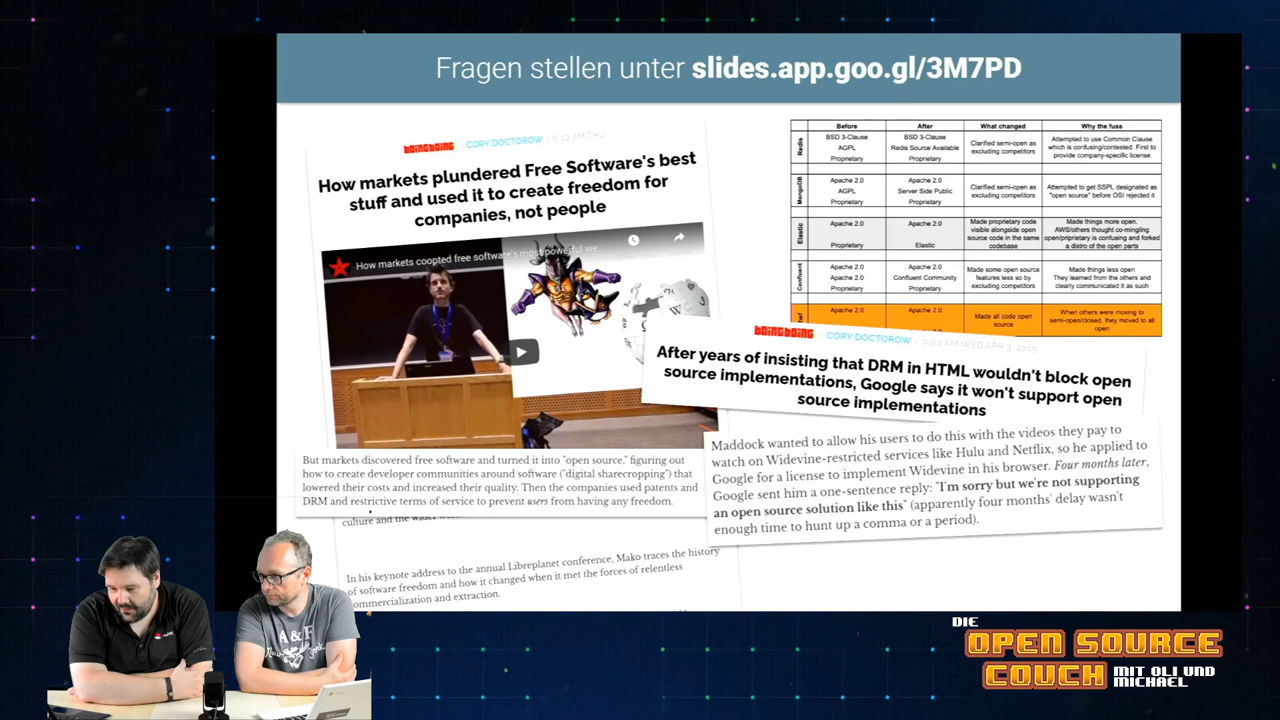 Fragen stellen unter slides.app.goo.gl/3M7PD
boingboing CORY DOCTOROW / 6:02 AM THU
How markets plundered Free Software's best
stuff and used it to create freedom for
companies, not people
How markets coopted free software's most powerful we...
But markets discovered free software and turned it into "open source," figuring out
how to create developer communities around software ("digital sharecropping") that
lowered their costs and increased their quality. Then the companies used patents and
DRM and restrictive terms of service to prevent users from having any freedom.
culture and the wider
In his keynote address to the annual Libreplanet conference, Mako traces the history
of software freedom and how it changed when it met the forces of relentless
commercialization and extraction.
Before After What changed Why the fuss
Redis
BSD 3-Clause BSD 3-Clause
AGPL Redis Source Available
Proprietary Proprietary
Clarified semi-open as
excluding competitors
Attempted to use Common Clause
which is confusing/contested. First to
provide company-specific license
MongoDB
Apache 2.0 Apache 2.0
AGPL Server Side Public
Proprietary Proprietary
Clarified semi-open as
excluding competitors
Attempted to get SSPL designated as
"open source" before OSI rejected it
Elastic
Apache 2.0 Apache 2.0
Proprietary Elastic
Made proprietary code
visible alongside open
source code in the same
codebase
Made things more open.
AWS/others thought co-mingling
open/priprietary is confusing and forked
a distro of the open parts
Confluent
Apache 2.0 Apache 2.0
Apache 2.0 Confluent Community
Proprietary Proprietary
Made some open source
features less so by
excluding competitors
Made things less open
They learned from the others and
clearly communicated it as such
Apache 2.0 Apache 2.0
Made all code open
source
When others were moving to
semi-open/closed, they moved to all
open
boingboing CORY DOCTOROW / 9:00 AM WED APR 3, 2019
After years of insisting that DRM in HTML wouldn't block open
source implementations, Google says it won't support open
source implementations
Maddock wanted to allow his users to do this with the videos they pay to
watch on Widevine-restricted services like Hulu and Netflix, so he applied to
Google for a license to implement Widevine in his browser. Four months later,
Google sent him a one-sentence reply: "I'm sorry but we're not supporting
an open source solution like this" (apparently four months' delay wasn't
enough time to hunt up a comma or a period).
A & F
New York
DIE
OPEN SOURCE
COUCH
MIT OLI UND
MICHAEL